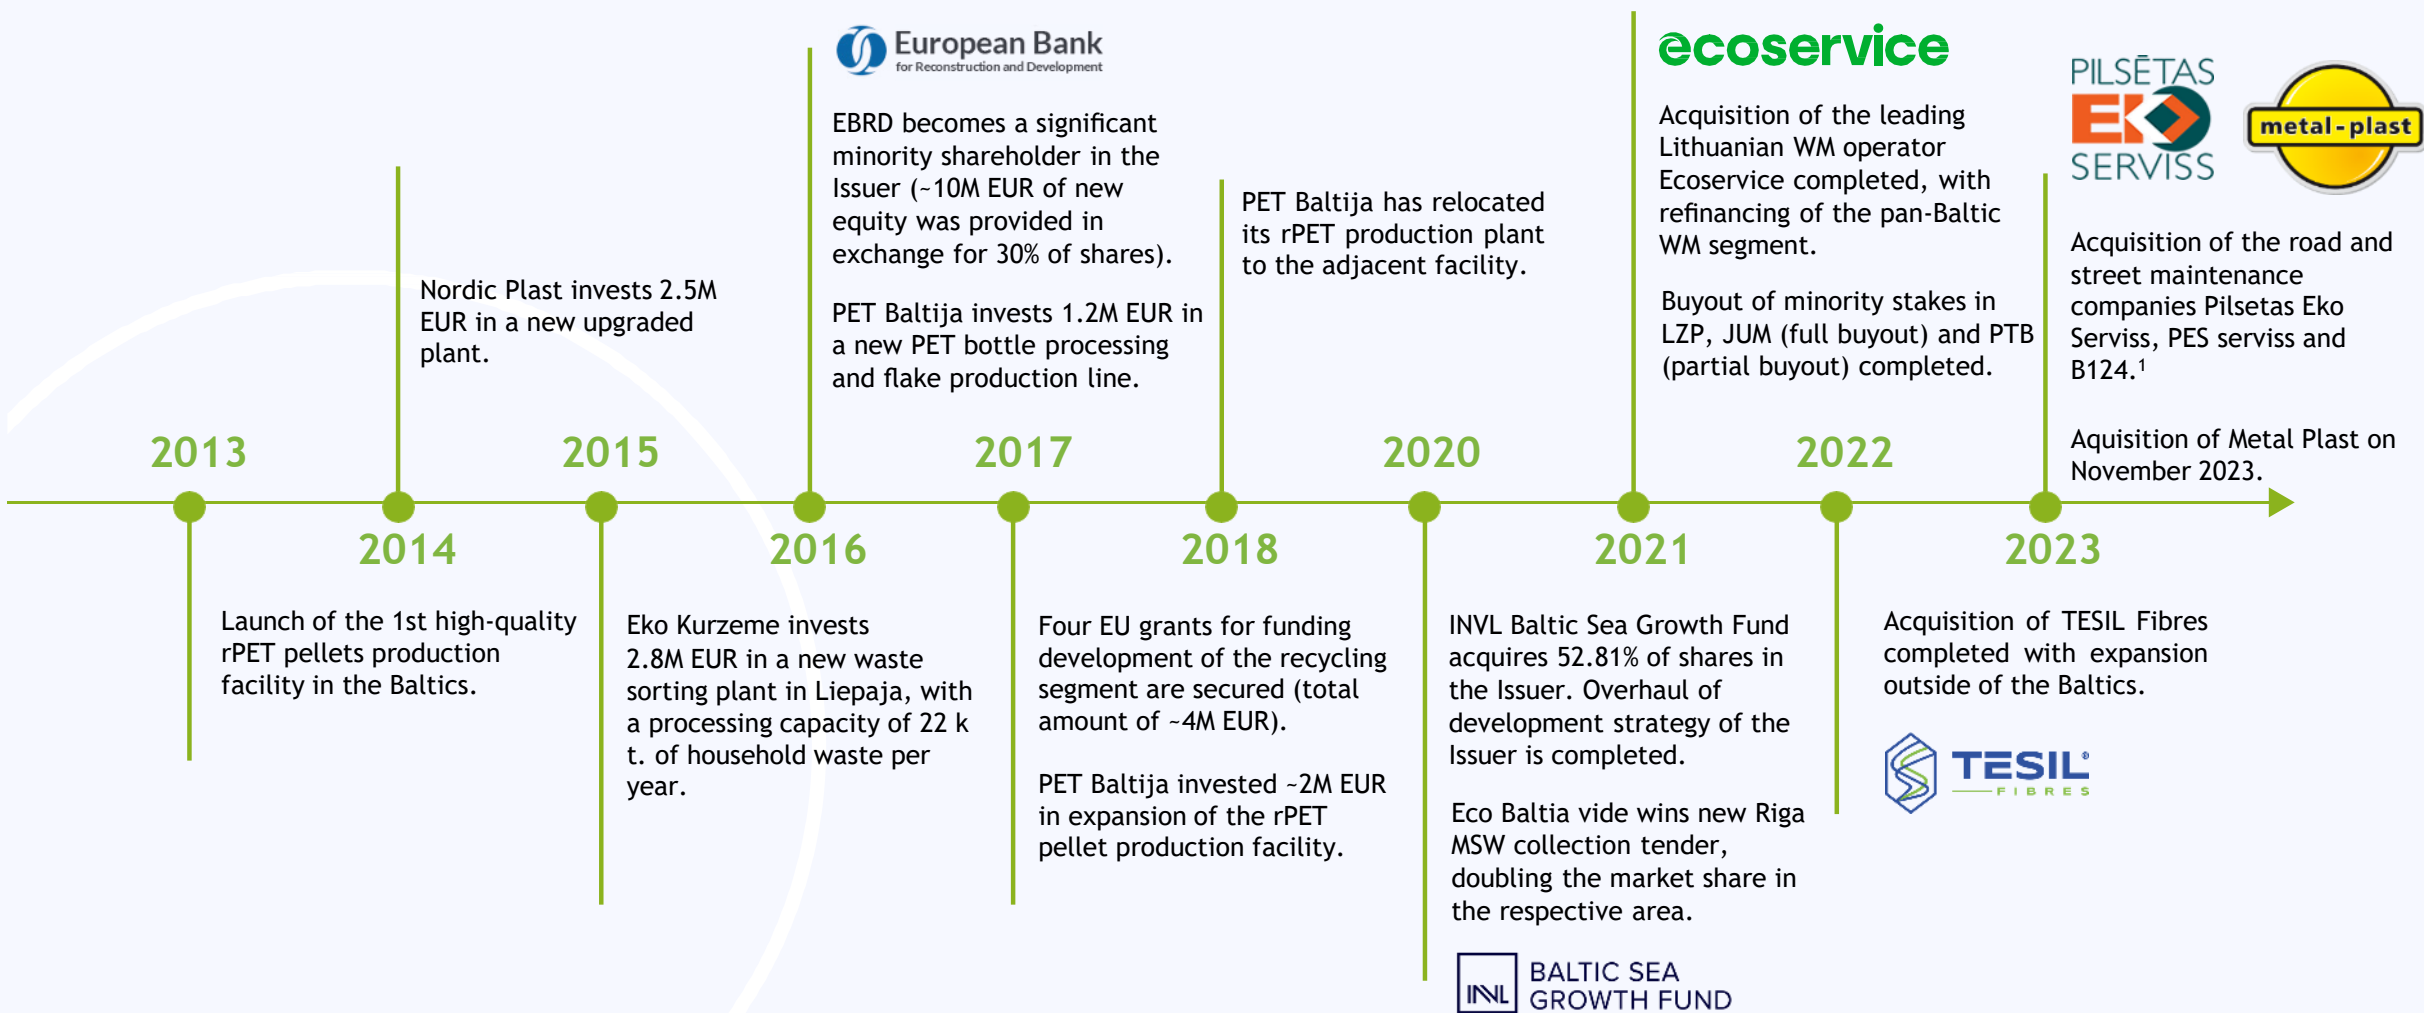 2013
Launch of the 1st high-quality
rPET pellets production
facility in the Baltics.
2014
Nordic Plast invests 2.5M
EUR in a new upgraded
plant.
2015
Eko Kurzeme invests
2.8M EUR in a new waste
sorting plant in Liepaja, with
a processing capacity of 22 k
t. of household waste per
year.
2016
European Bank
for Reconstruction and Development
EBRD becomes a significant
minority shareholder in the
Issuer (~10M EUR of new
equity was provided in
exchange for 30% of shares).
PET Baltija invests 1.2M EUR in
a new PET bottle processing
and flake production line.
2017
Four EU grants for funding
development of the recycling
segment are secured (total
amount of ~4M EUR).
PET Baltija invested ~2M EUR
in expansion of the rPET
pellet production facility.
2018
PET Baltija has relocated
its rPET production plant
to the adjacent facility.
2020
INVL Baltic Sea Growth Fund
acquires 52.81% of shares in
the Issuer. Overhaul of
development strategy of the
Issuer is completed.
Eco Baltia vide wins new Riga
MSW collection tender,
doubling the market share in
the respective area.
INVL
BALTIC SEA
GROWTH FUND
2021
ecoservice
Acquisition of the leading
Lithuanian WM operator
Ecoservice completed, with
refinancing of the pan-Baltic
WM segment.
Buyout of minority stakes in
LZP, JUM (full buyout) and PTB
(partial buyout) completed.
2022
Acquisition of TESIL Fibres
completed with expansion
outside of the Baltics.
TESIL®
FIBRES
2023
PILSĒTAS
EKO
SERVISS
metal-plast
Acquisition of the road and
street maintenance
companies Pilsetas Eko
Serviss, PES serviss and
B124.¹
Aquisition of Metal Plast on
November 2023.